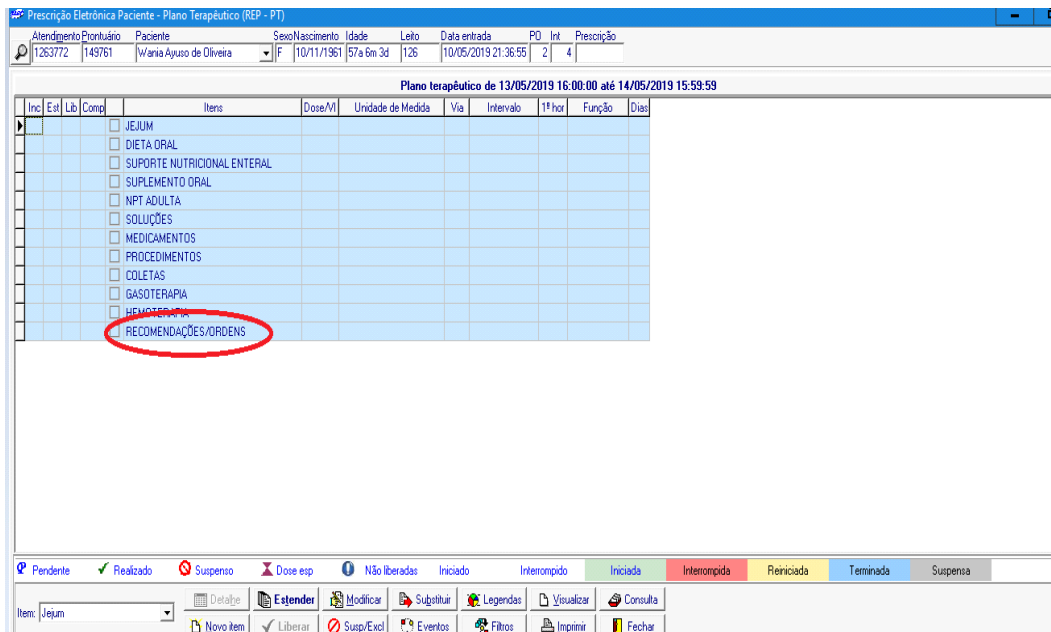 Prescrição Eletrônica Paciente - Plano Terapêutico (REP - PT)
Atendimento Prontuário Paciente Sexo Nascimento Idade Leito Data entrada PO Int Prescrição
1263772 149761 Wania Ayuso de Oliveira F 10/11/1961 57a 6m 3d 126 10/05/2019 21:36:55 2 4
Plano terapêutico de 13/05/2019 16:00:00 até 14/05/2019 15:59:59
Inc Est Lib Comp Itens Dose/Vl Unidade de Medida Via Intervalo 1ª hor Função Dias
JEJUM
DIETA ORAL
SUPORTE NUTRICIONAL ENTERAL
SUPLEMENTO ORAL
NPT ADULTA
SOLUÇÕES
MEDICAMENTOS
PROCEDIMENTOS
COLETAS
GASOTERAPIA
HEMOTERAPIA
RECOMENDAÇÕES/ORDENS
Pendente Realizado Suspenso Dose esp Não liberadas Iniciado Interrompido Iniciada Interrompida Reiniciada Terminada Suspensa
Item: Jejum
Detalhe Estender Modificar Substituir Legendas Visualizar Consulta
Novo item Liberar Susp/Excl Eventos Filtros Imprimir Fechar